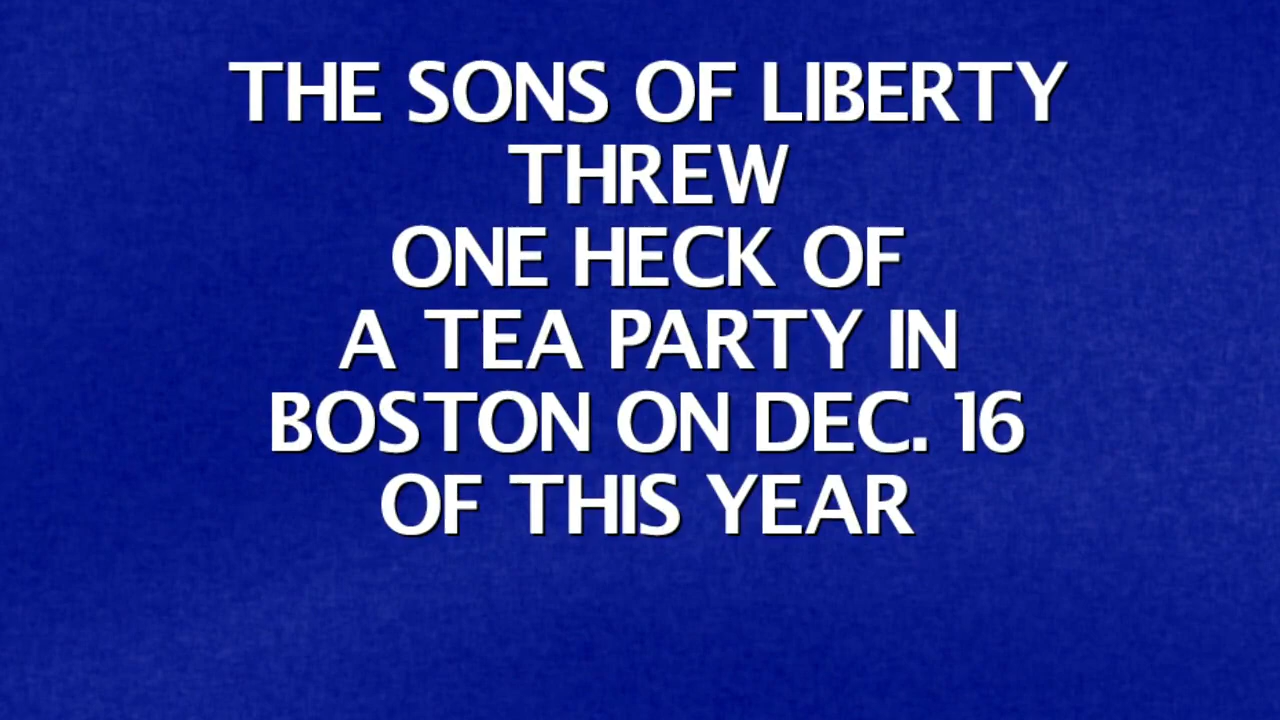 THE SONS OF LIBERTY
THREW
ONE HECK OF
A TEA PARTY IN
BOSTON ON DEC. 16
OF THIS YEAR